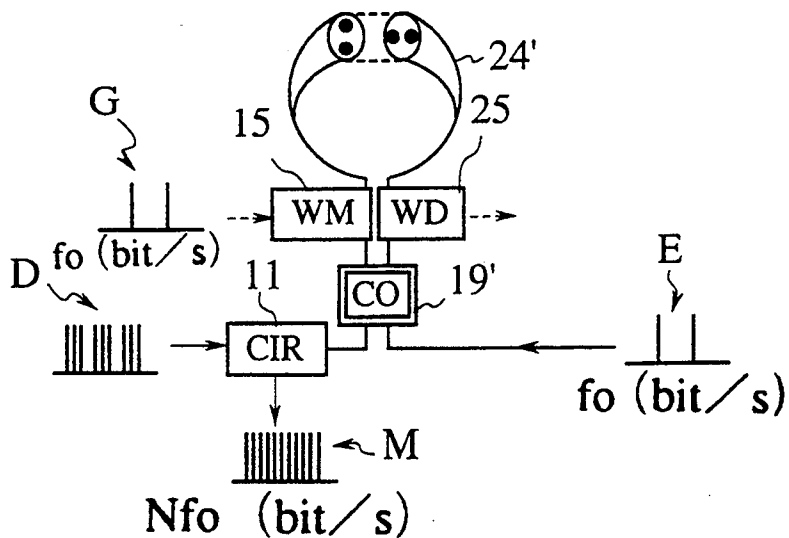 24'
G
15
25
WM
WD
fo (bit/s)
E
D
11
CO
19'
CIR
fo (bit/s)
M
Nfo (bit/s)